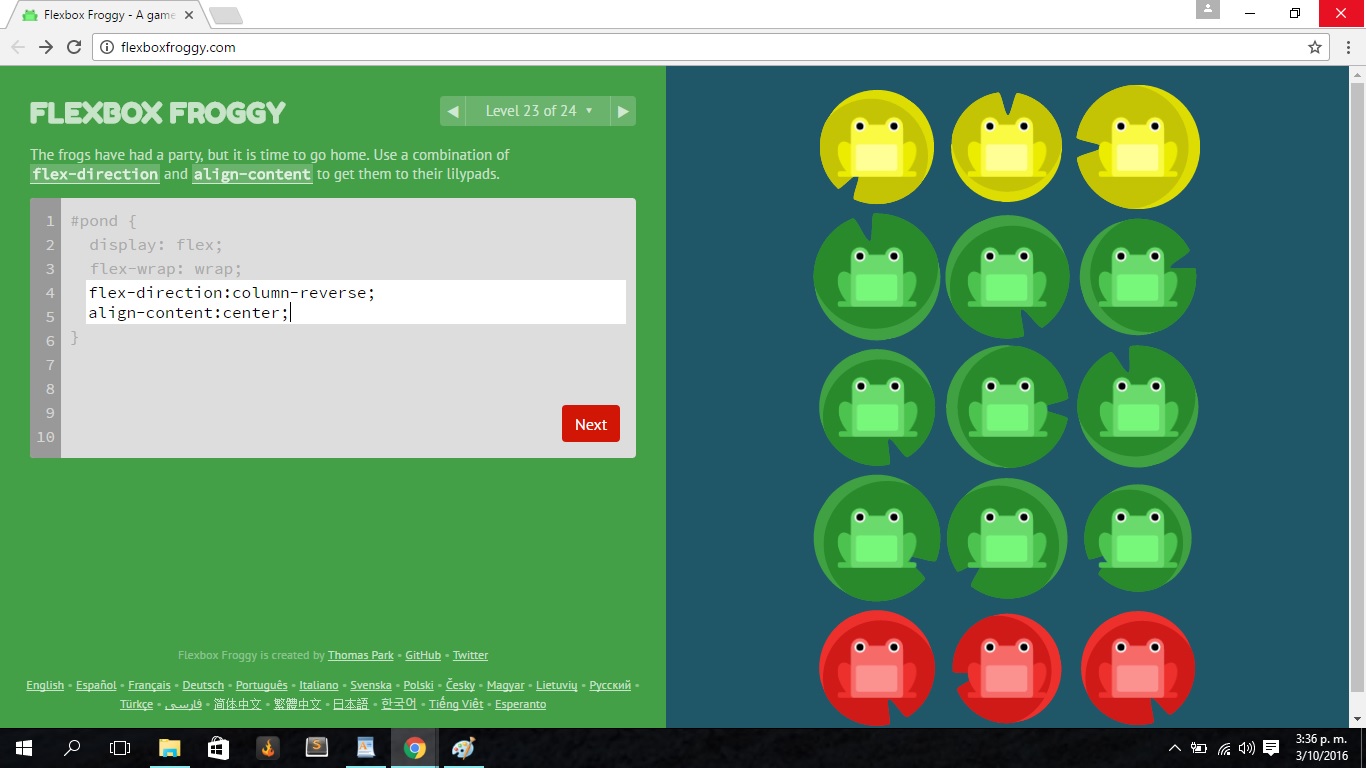 Flexbox Froggy - A game
flexboxfroggy.com
FLEXBOX FROGGY
◀ Level 23 of 24 ▼ ▶
The frogs have had a party, but it is time to go home. Use a combination of
flex-direction and align-content to get them to their lilypads.
1 #pond {
2 display: flex;
3 flex-wrap: wrap;
4 flex-direction:column-reverse;
5 align-content:center;
6 }
7
8
9
10
Next
Flexbox Froggy is created by Thomas Park • GitHub • Twitter
English • Español • Français • Deutsch • Português • Italiano • Svenska • Polski • Česky • Magyar • Lietuvių • Русский •
Türkçe • فارسی • 简体中文 • 繁體中文 • 日本語 • 한국어 • Tiếng Việt • Esperanto
3:36 p. m.
3/10/2016